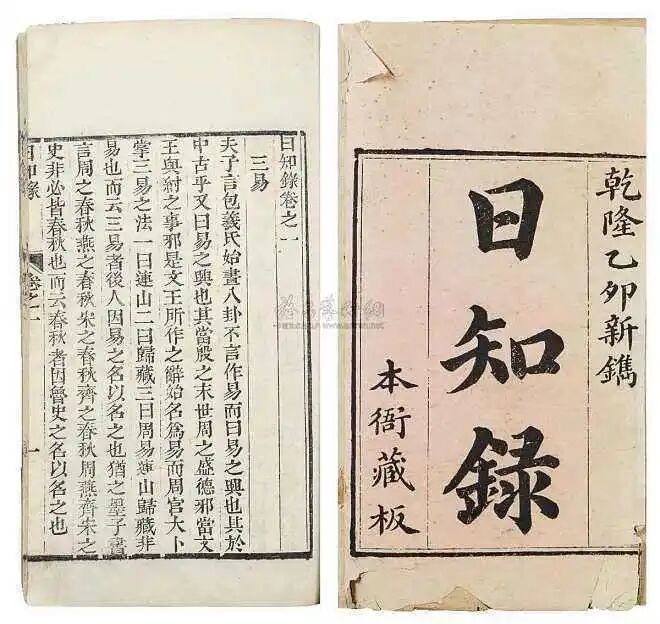 乾隆乙卯新鐫
日知録
本衙藏板
日知錄卷之一
三易
夫子言包羲氏始畫八卦不言作易而曰易之興也其於
中古乎又曰易之興也其當殷之末世周之盛德邪當文
王與紂之事邪是文王所作之辭始名爲易而周官大卜
掌三易之法一曰連山二曰歸藏三曰周易連山歸藏非
易也而云三易者後人因易之名以名之也猶之墨子書
言周之春秋燕之春秋宋之春秋齊之春秋周燕齊宋之
史非必皆春秋也而云春秋者因魯史之名以名之也
日知錄
卷之一
一